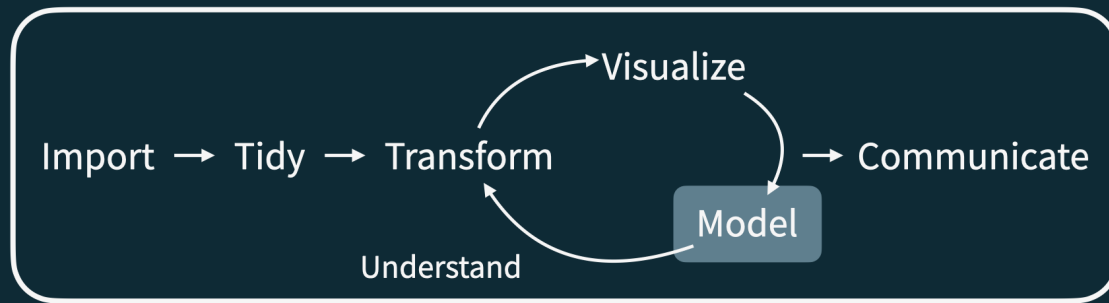 Visualize
Import → Tidy → Transform → Communicate
Model
Understand